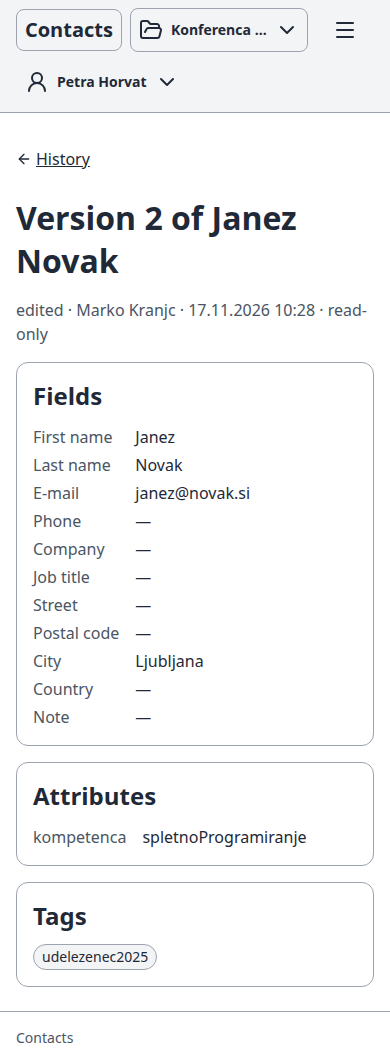 Contacts
Konferenca ...
Petra Horvat
← History
Version 2 of Janez
Novak
edited · Marko Kranjc · 17.11.2026 10:28 · read-
only
Fields
First name Janez
Last name Novak
E-mail janez@novak.si
Phone —
Company —
Job title —
Street —
Postal code —
City Ljubljana
Country —
Note —
Attributes
kompetenca spletnoProgramiranje
Tags
udelezenec2025
Contacts